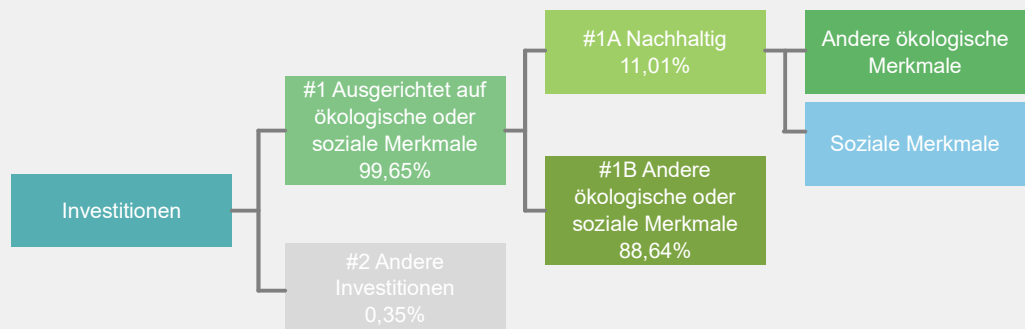 Investitionen
#1 Ausgerichtet auf
ökologische oder
soziale Merkmale
99,65%
#2 Andere
Investitionen
0,35%
#1A Nachhaltig
11,01%
#1B Andere
ökologische oder
soziale Merkmale
88,64%
Andere ökologische
Merkmale
Soziale Merkmale